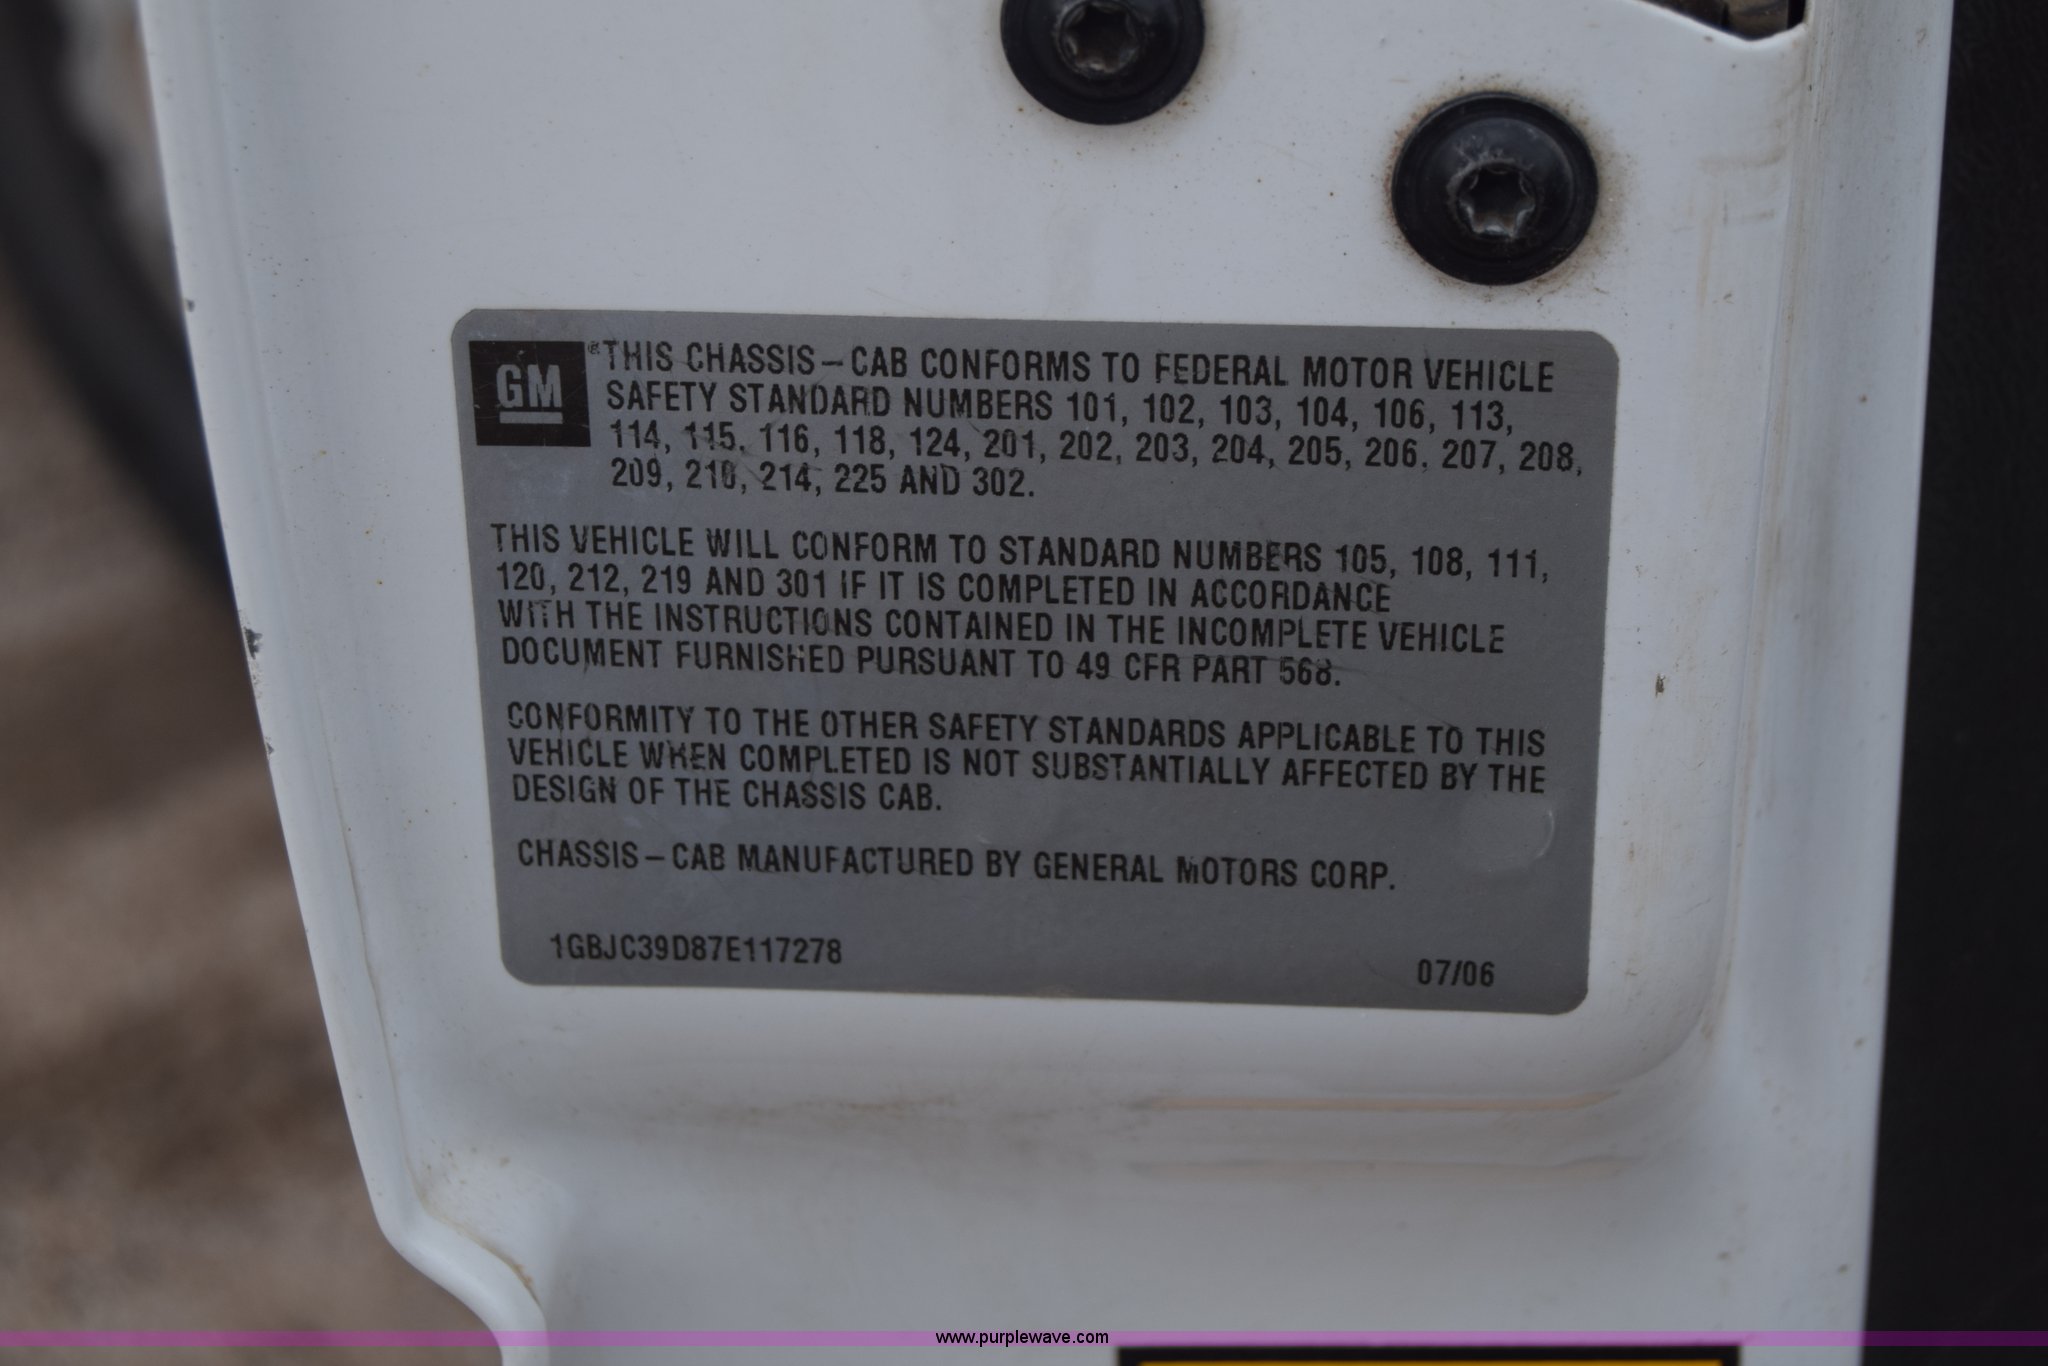 GM
®THIS CHASSIS-CAB CONFORMS TO FEDERAL MOTOR VEHICLE
SAFETY STANDARD NUMBERS 101, 102, 103, 104, 106, 113,
114, 115, 116, 118, 124, 201, 202, 203, 204, 205, 206, 207, 208,
209, 210, 214, 225 AND 302.
THIS VEHICLE WILL CONFORM TO STANDARD NUMBERS 105, 108, 111,
120, 212, 219 AND 301 IF IT IS COMPLETED IN ACCORDANCE
WITH THE INSTRUCTIONS CONTAINED IN THE INCOMPLETE VEHICLE
DOCUMENT FURNISHED PURSUANT TO 49 CFR PART 568.
CONFORMITY TO THE OTHER SAFETY STANDARDS APPLICABLE TO THIS
VEHICLE WHEN COMPLETED IS NOT SUBSTANTIALLY AFFECTED BY THE
DESIGN OF THE CHASSIS CAB.
CHASSIS-CAB MANUFACTURED BY GENERAL MOTORS CORP.
1GBJC39D87E117278
07/06
www.purplewave.com